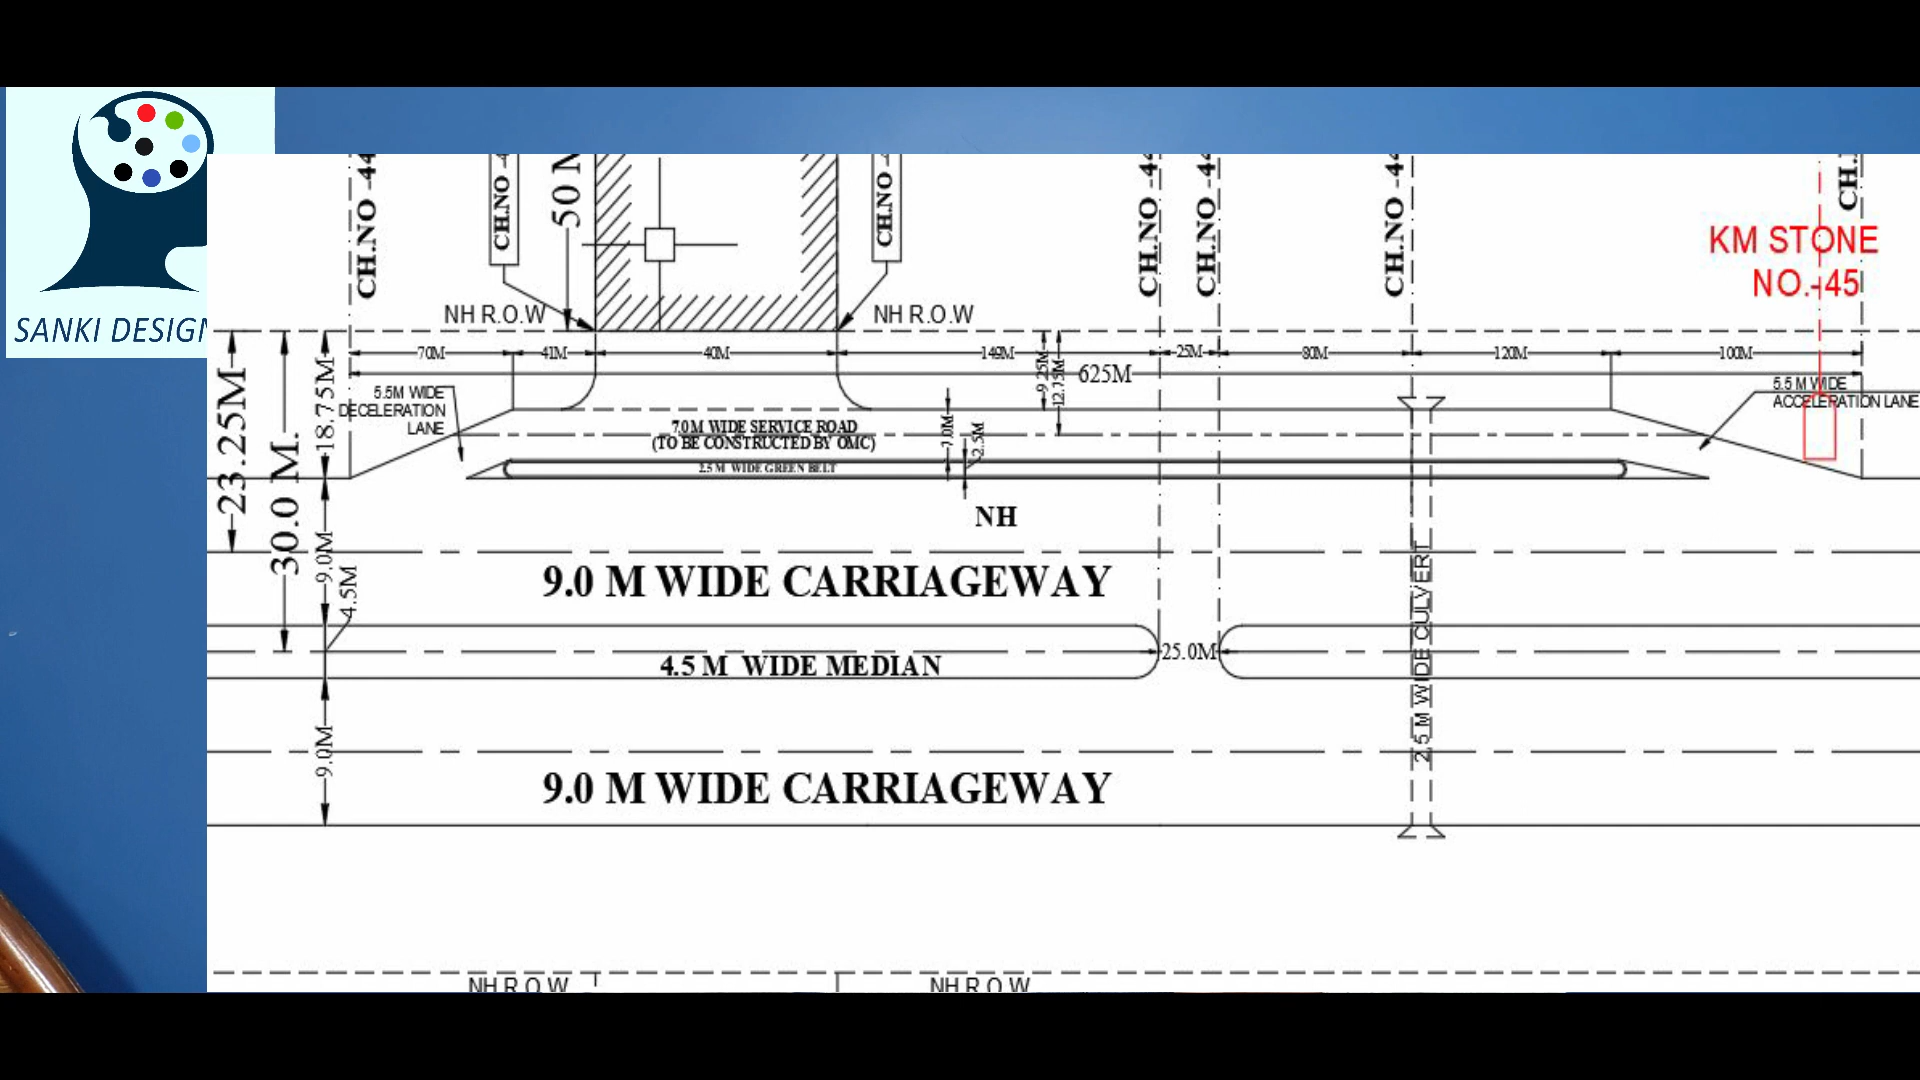 SANKI DESIGN
CH.NO -44
CH.NO -4
50 M
CH.NO -
CH.NO -44
CH.NO -44
CH.NO -44
CH.
KM STONE
NO.-45
NH R.O.W
NH R.O.W
70M
41M
40M
149M
25M
80M
120M
100M
625M
9.25M
12.75M
23.25M
30.0 M.
18.75M
5.5M WIDE
DECELERATION
LANE
5.5 M WIDE
ACCELERATION LANE
7.0M WIDE SERVICE ROAD
(TO BE CONSTRUCTED BY OMC)
7.0M
2.5M
2.5 M WIDE GREEN BELT
NH
9.0M
4.5M
9.0 M WIDE CARRIAGEWAY
4.5 M WIDE MEDIAN
25.0M
2.5 M WIDE CULVERT
9.0M
9.0 M WIDE CARRIAGEWAY
NH R.O.W
NH R.O.W